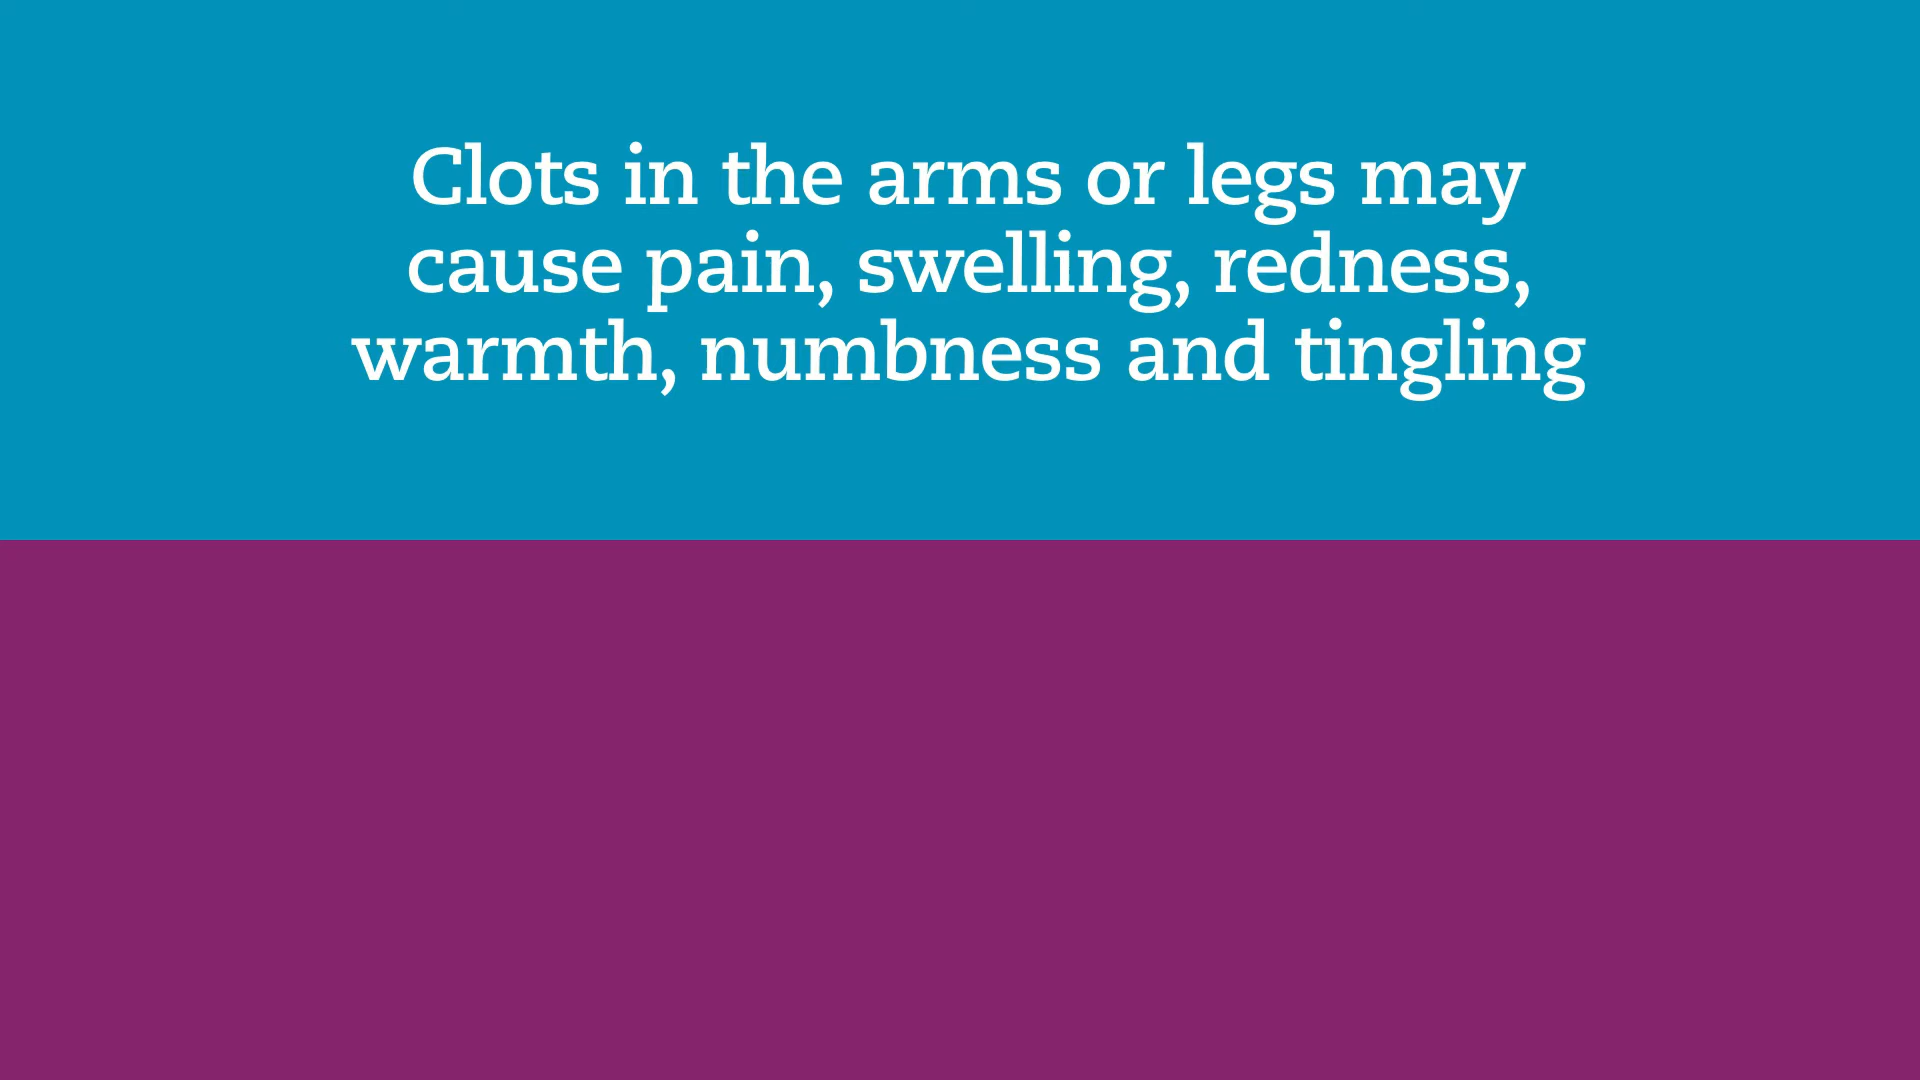 Clots in the arms or legs may
cause pain, swelling, redness,
warmth, numbness and tingling